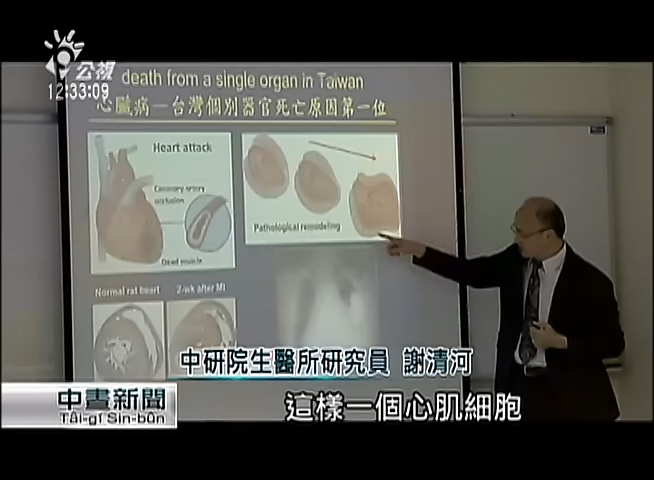 公視
12:33:09
death from a single organ in Taiwan
心臟病—台灣個別器官死亡原因第一位
Heart attack
Coronary artery
occlusion
Dead muscle
Pathological remodeling
Normal rat heart
2-wk after MI
中研院生醫所研究員 謝清河
中晝新聞
Tâi-gí Sin-bûn
這樣一個心肌細胞